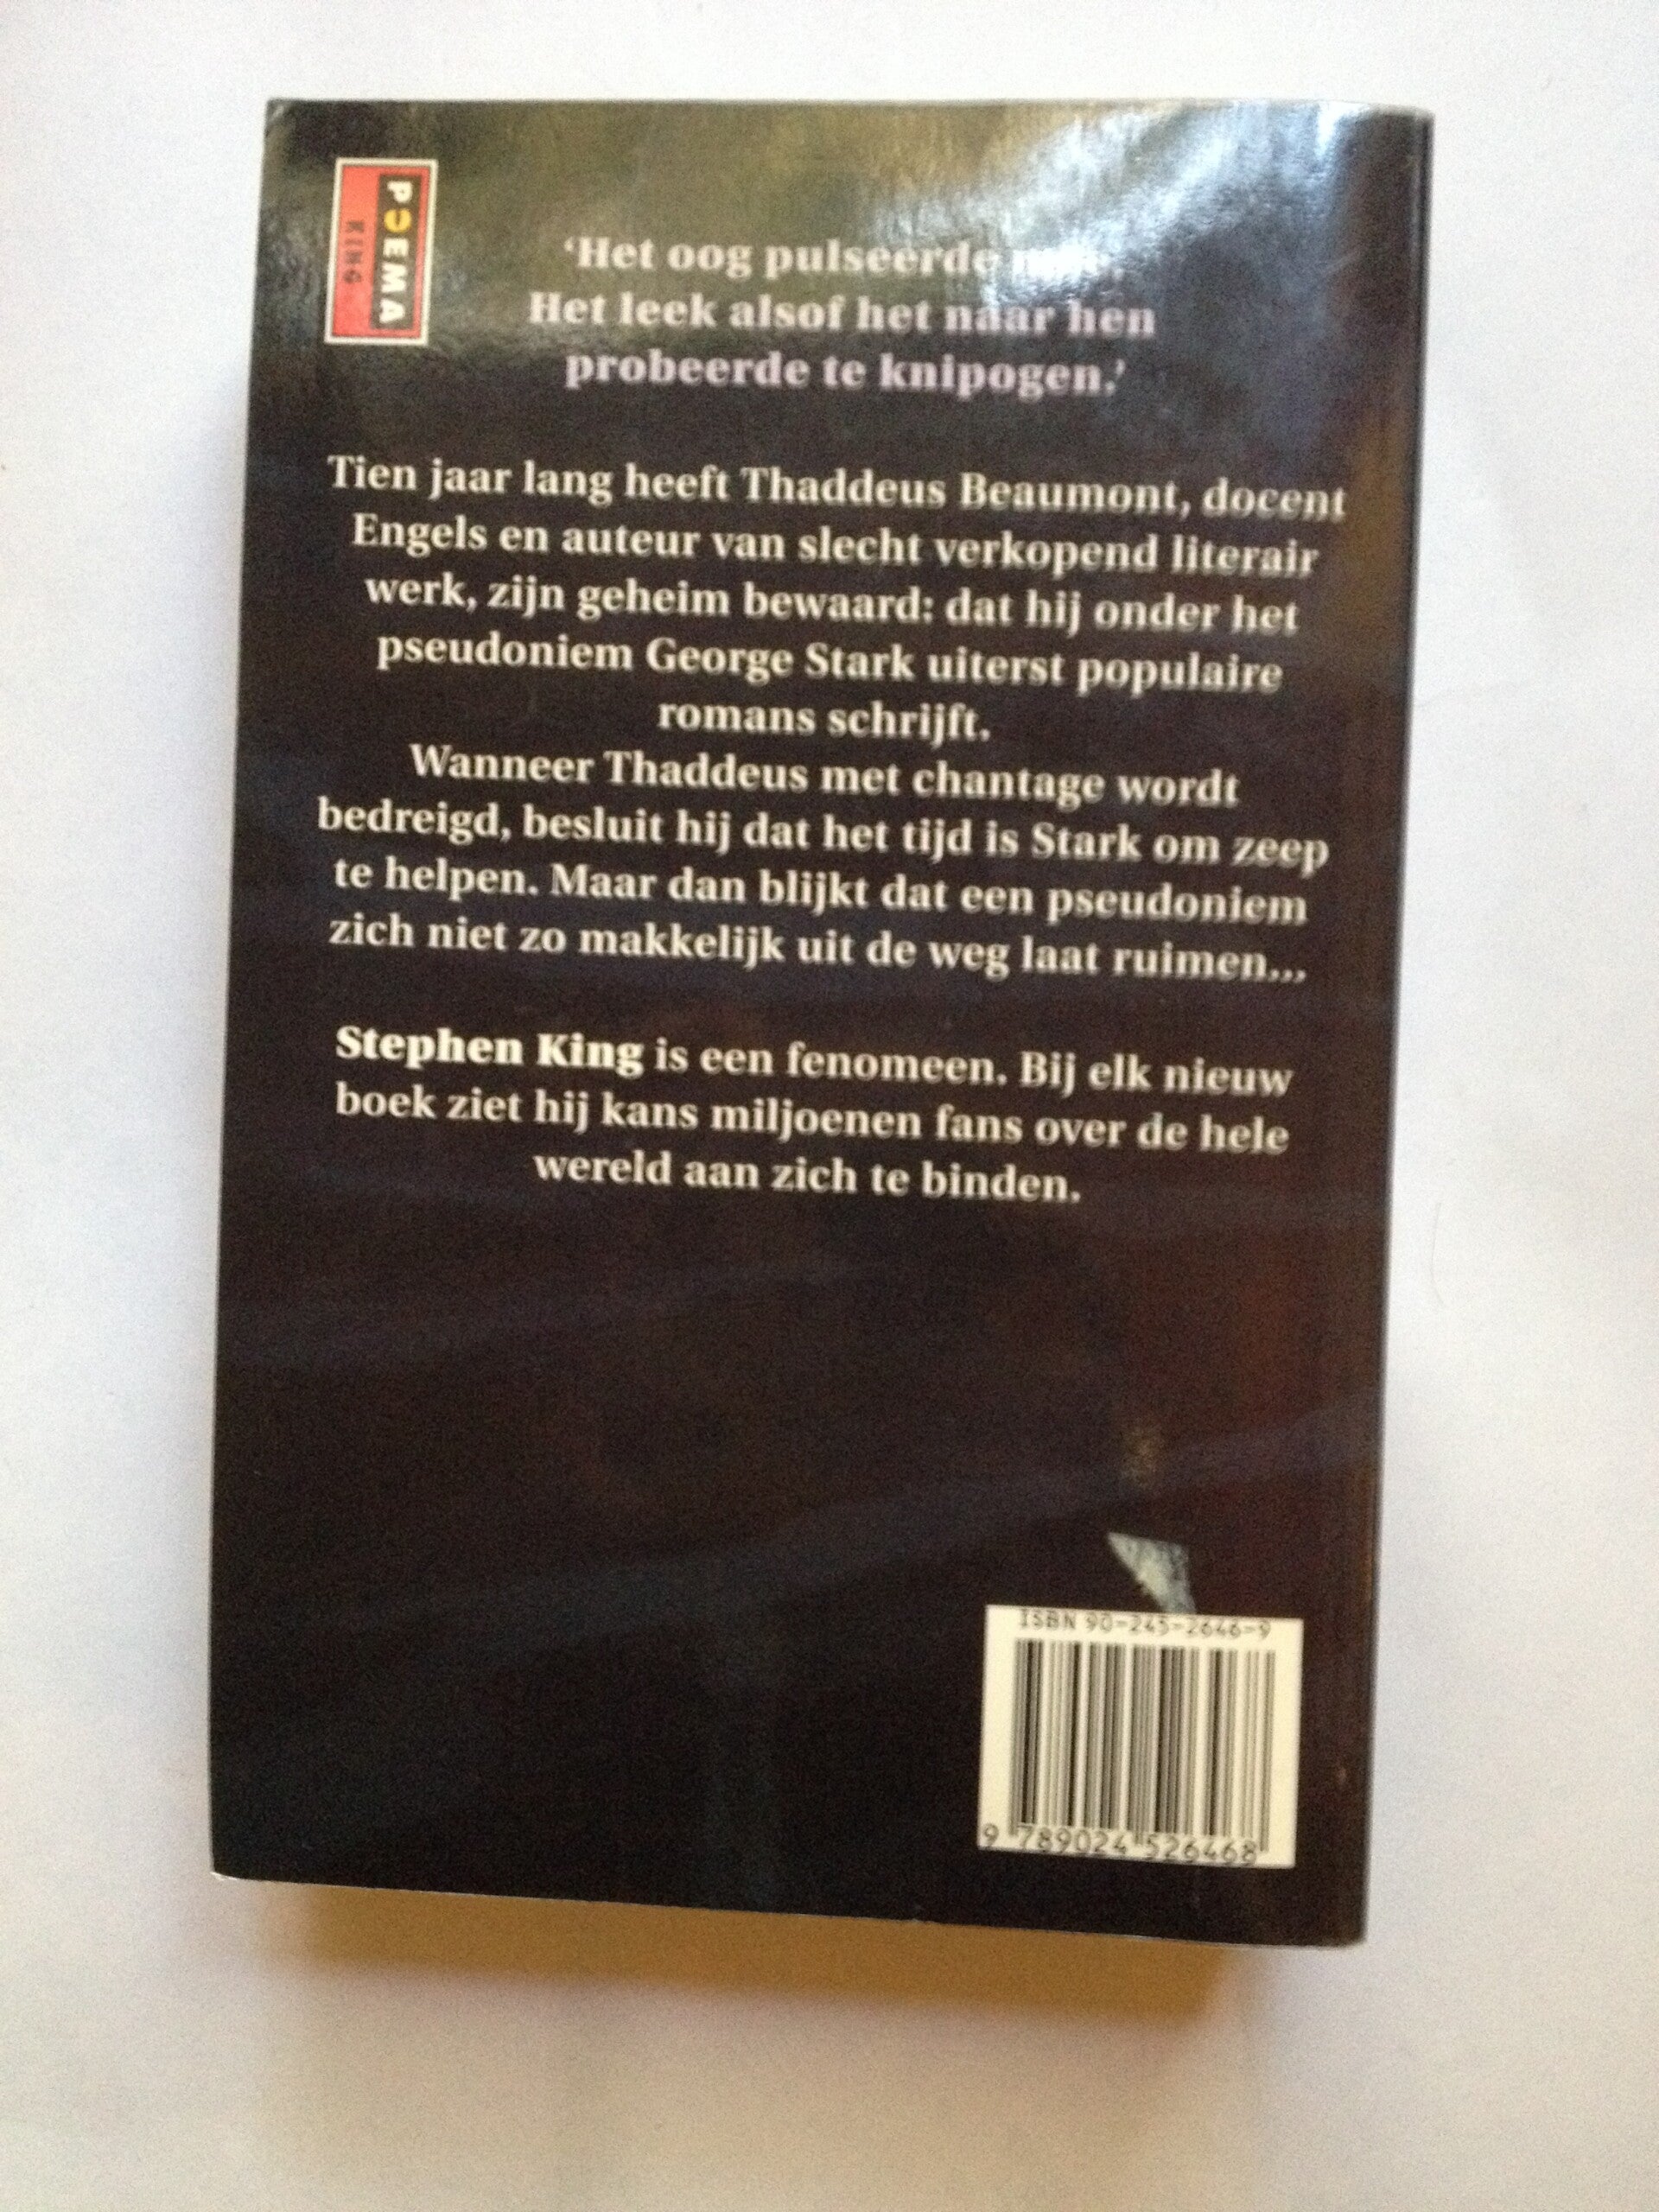 POEMA
KING
‘Het oog pulseerde
Het leek alsof het naar hen
probeerde te knipogen.’
Tien jaar lang heeft Thaddeus Beaumont, docent
Engels en auteur van slecht verkopend literair
werk, zijn geheim bewaard: dat hij onder het
pseudoniem George Stark uiterst populaire
romans schrijft.
Wanneer Thaddeus met chantage wordt
bedreigd, besluit hij dat het tijd is Stark om zeep
te helpen. Maar dan blijkt dat een pseudoniem
zich niet zo makkelijk uit de weg laat ruimen...
Stephen King is een fenomeen. Bij elk nieuw
boek ziet hij kans miljoenen fans over de hele
wereld aan zich te binden.
ISBN 90-245-2646-9
9 789024 526468